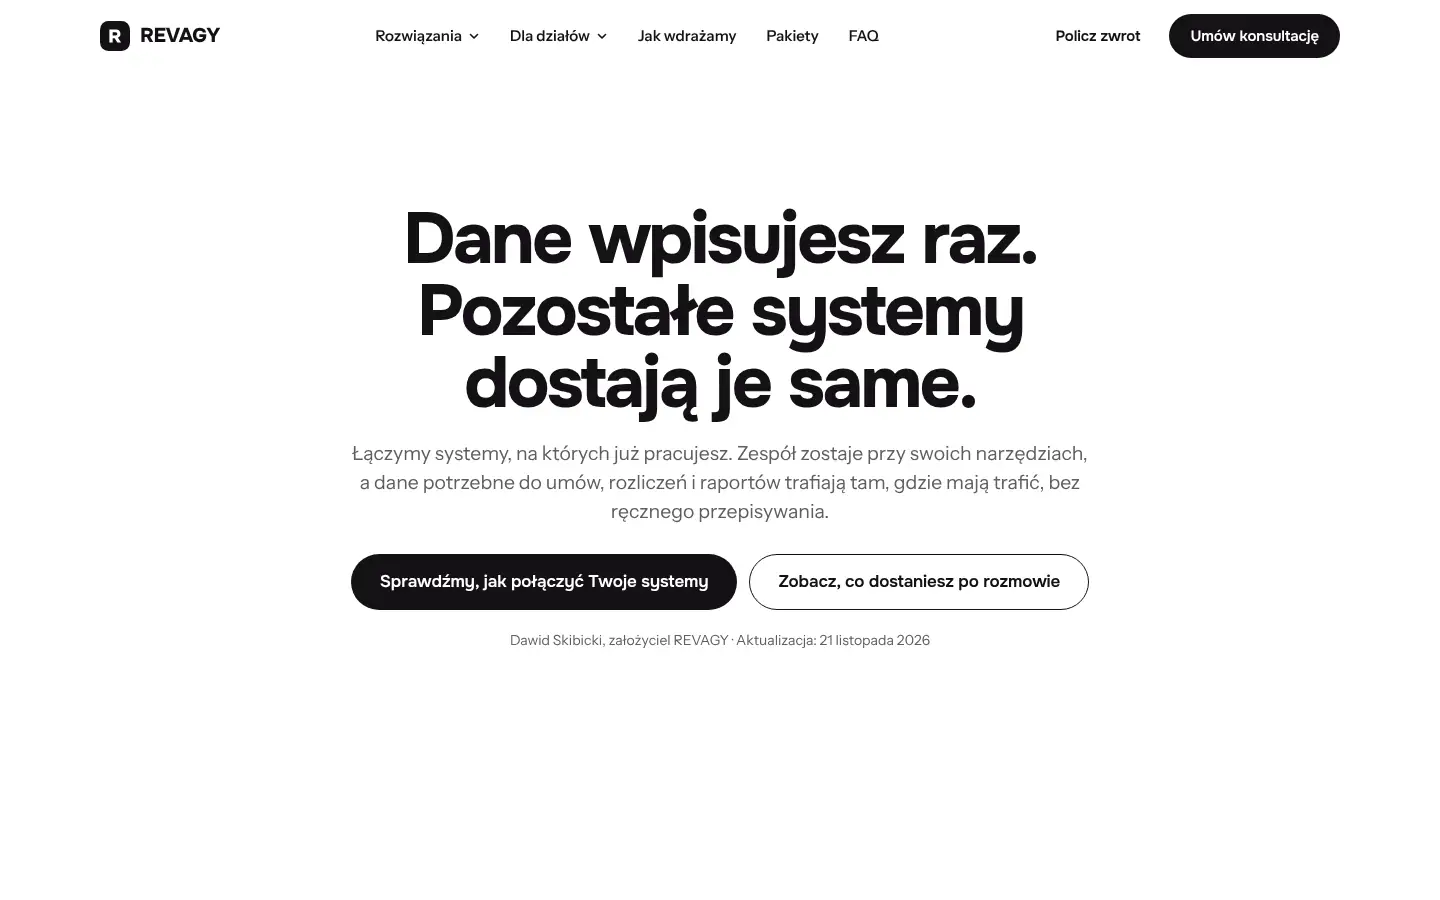 R REVAGY
Rozwiązania
Dla działów
Jak wdrażamy
Pakiety
FAQ
Policz zwrot
Umów konsultację
Dane wpisujesz raz.
Pozostałe systemy
dostają je same.
Łączymy systemy, na których już pracujesz. Zespół zostaje przy swoich narzędziach,
a dane potrzebne do umów, rozliczeń i raportów trafiają tam, gdzie mają trafić, bez
ręcznego przepisywania.
Sprawdźmy, jak połączyć Twoje systemy
Zobacz, co dostaniesz po rozmowie
Dawid Skibicki, założyciel REVAGY · Aktualizacja: 21 listopada 2026